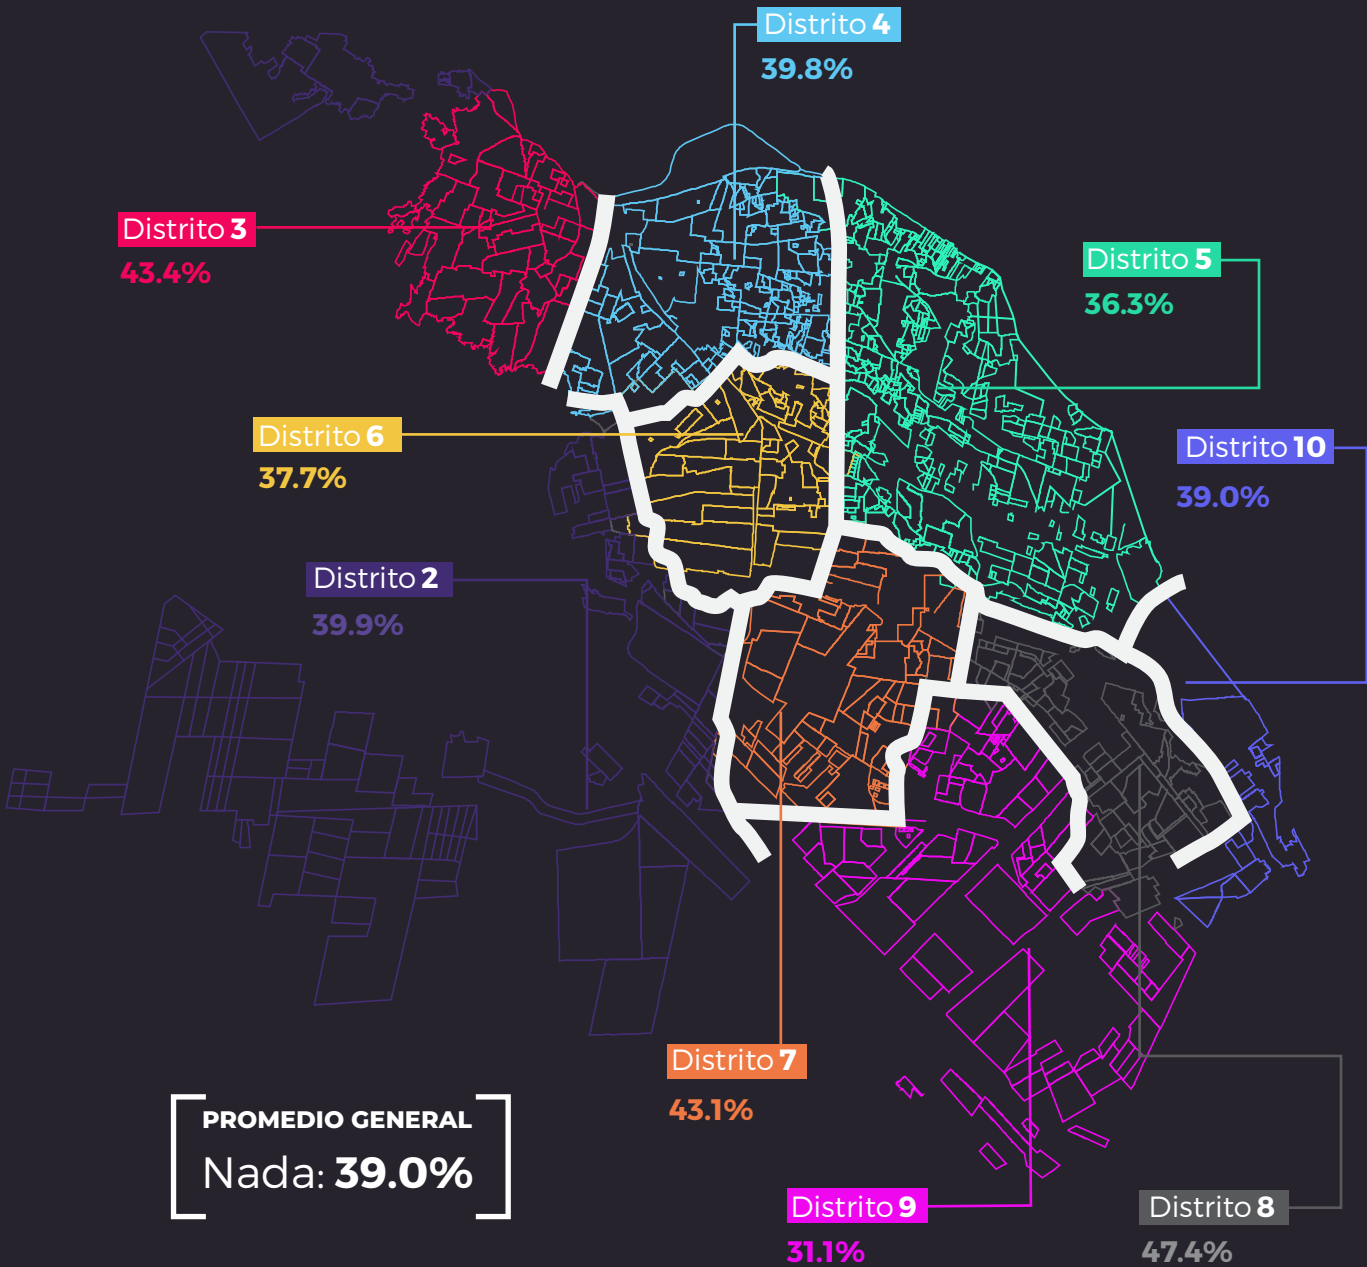 Distrito 4
39.8%
Distrito 3
43.4%
Distrito 5
36.3%
Distrito 6
37.7%
Distrito 10
39.0%
Distrito 2
39.9%
Distrito 7
43.1%
PROMEDIO GENERAL
Nada: 39.0%
Distrito 9
31.1%
Distrito 8
47.4%